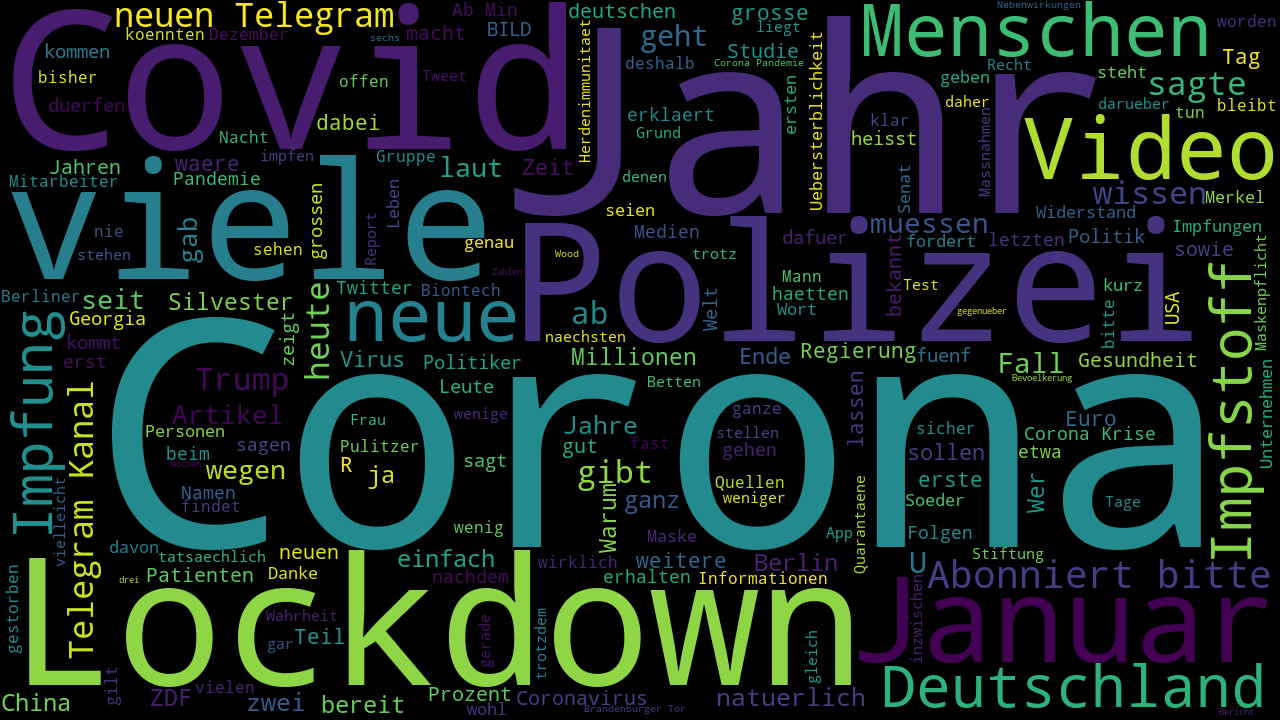 neuen Telegram
Ab Min
deutschen
grosse
Nebenwirkungen
koennten
Dezember
sechs
macht
BILD
liegt
Menschen
worden
Covid
kommen
geht
Studie
Tag
bisher
offen
Tweet
deshalb
Corona Pandemie
Recht
steht
sagte
duerfen
dabei
Herdenimmunitaet
erklaert
ersten
Uebersterblichkeit
geben
daher
darueber
bleibt
Nacht
Grund
Jahr
klar
tun
Video
Jahren
waere
impfen
Gruppe
laut
Zeit
heisst
Massnahmen
Mitarbeiter
Pandemie
denen
Senat
wissen
Merkel
viele
nie
gab
grossen
Leben
seien
muessen
Widerstand
stehen
sehen
Report
genau
Medien
dafuer
fordert
letzten
Politik
Impfungen
Wood
trotz
bekannt
sowie
Zahlen
Polizei
Berliner
seit
Silvester
Twitter
Biontech
Mann
haetten
Test
kurz
Georgia
heute
neue
ab
Welt
Wort
gegenueber
bitte
USA
Maskenpflicht
zeigt
naechsten
kommt
erst
Virus
Politiker
Millionen
Ende
Regierung
fuenf
Fall
Gesundheit
Impfung
Trump
Leute
Betten
Bevoelkerung
Impfstoff
Artikel
Frau
wenige
Jahre
ganze
lassen
Euro
Unternehmen
Telegram Kanal
Personen
sagen
Pulitzer
gut
fast
stellen
gehen
sicher
Corona Krise
beim
Wochen
R
sagt
Corona
sollen
etwa
wegen
ja
gibt
Quellen
erste
vielleicht
Namen
findet
ganz
weniger
Soeder
Wer
Tage
wenig
Warum
Maske
App
Quarantaene
Folgen
davon
tatsaechlich
neuen
einfach
wirklich
weitere
Berlin
U
Stiftung
gestorben
drei
Patienten
Danke
nachdem
erhalten
Informationen
Abonniert bitte
Lockdown
Wahrheit
gar
Teil
gerade
trotzdem
gleich
inzwischen
Januar
China
gilt
ZDF
vielen
zwei
bereit
Prozent
wohl
Coronavirus
Brandenburger Tor
natuerlich
Deutschland
Bericht